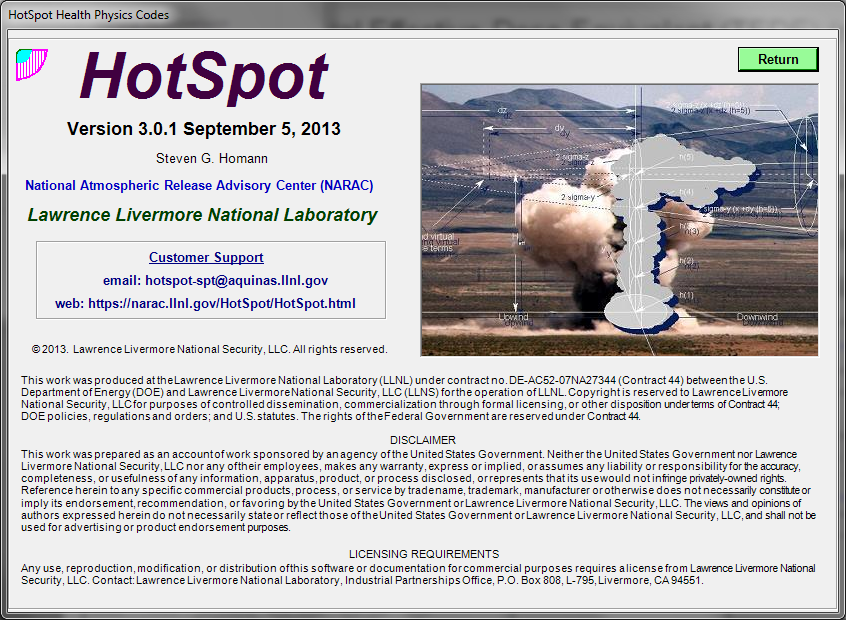 HotSpot Health Physics Codes
HotSpot
Return
Version 3.0.1 September 5, 2013
Steven G. Homann
National Atmospheric Release Advisory Center (NARAC)
Lawrence Livermore National Laboratory
Customer Support
email: hotspot-spt@aquinas.llnl.gov
web: https://narac.llnl.gov/HotSpot/HotSpot.html
©2013. Lawrence Livermore National Security, LLC. All rights reserved.
dz
dy
2 sigma-z (x +dz (h=5))
2 sigma-z
2 sigma-y
2 sigma-y (x +dy (h=5))
h(5)
h(4)
h(3)
h(2)
h(1)
H
nd virtual
e terms
Upwind
Downwind
This work was produced at the Lawrence Livermore National Laboratory (LLNL) under contract no. DE-AC52-07NA27344 (Contract 44) between the U.S.
Department of Energy (DOE) and Lawrence Livermore National Security, LLC (LLNS) for the operation of LLNL. Copyright is reserved to Lawrence Livermore
National Security, LLC for purposes of controlled dissemination, commercialization through formal licensing, or other disposition under terms of Contract 44;
DOE policies, regulations and orders; and U.S. statutes. The rights of the Federal Government are reserved under Contract 44.
DISCLAIMER
This work was prepared as an account of work sponsored by an agency of the United States Government. Neither the United States Government nor Lawrence
Livermore National Security, LLC nor any of their employees, makes any warranty, express or implied, or assumes any liability or responsibility for the accuracy,
completeness, or usefulness of any information, apparatus, product, or process disclosed, or represents that its use would not infringe privately-owned rights.
Reference herein to any specific commercial products, process, or service by trade name, trademark, manufacturer or otherwise does not necessarily constitute or
imply its endorsement, recommendation, or favoring by the United States Government or Lawrence Livermore National Security, LLC. The views and opinions of
authors expressed herein do not necessarily state or reflect those of the United States Government or Lawrence Livermore National Security, LLC, and shall not be
used for advertising or product endorsement purposes.
LICENSING REQUIREMENTS
Any use, reproduction, modification, or distribution of this software or documentation for commercial purposes requires a license from Lawrence Livermore National
Security, LLC. Contact: Lawrence Livermore National Laboratory, Industrial Partnerships Office, P.O. Box 808, L-795, Livermore, CA 94551.